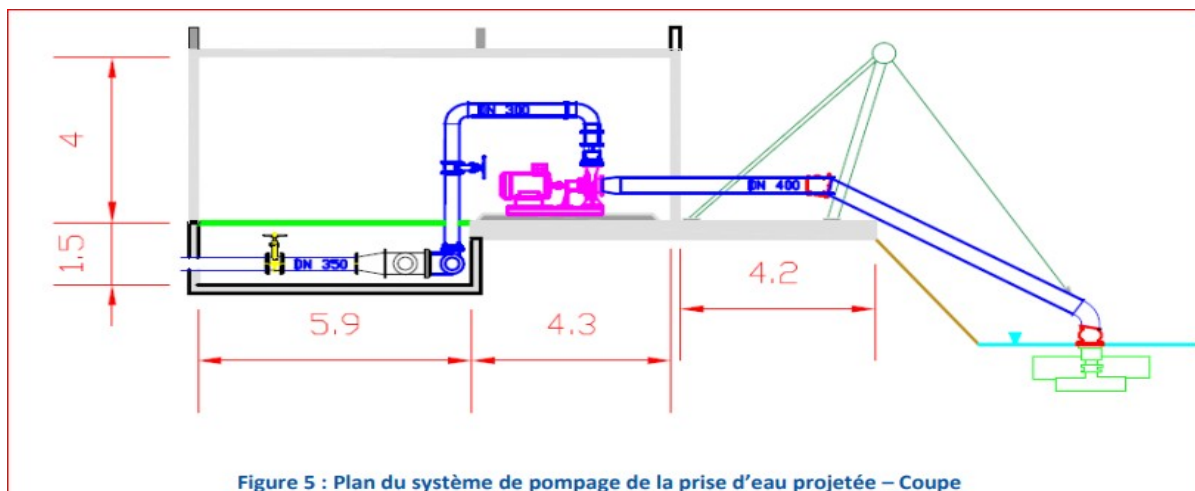 4
1.5
5.9
4.3
4.2
DN 300
DN 400
DN 350
Figure 5 : Plan du système de pompage de la prise d'eau projetée – Coupe